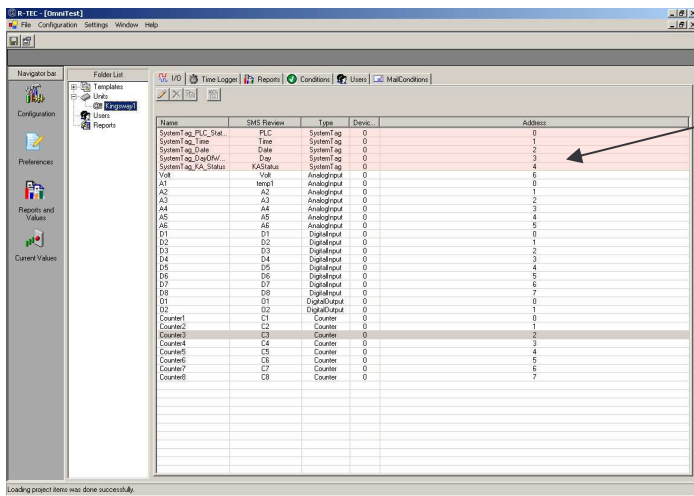 R-TEC - [OmniTest]
File Configuration Settings Window Help
Navigator bar
Configuration
Preferences
Reports and Values
Current Values
Folder List
Templates
Units
Kingsway1
Users
Reports
I/O Time Logger Reports Conditions Users MailConditions
Name SMS Review Type Devic... Address
SystemTag_PLC_Stat... PLC SystemTag 0 0
SystemTag_Time Time SystemTag 0 1
SystemTag_Date Date SystemTag 0 2
SystemTag_DayOfW... Day SystemTag 0 3
SystemTag_KA_Status KAStatus SystemTag 0 4
Volt Volt AnalogInput 0 6
A1 temp1 AnalogInput 0 0
A2 A2 AnalogInput 0 1
A3 A3 AnalogInput 0 2
A4 A4 AnalogInput 0 3
A5 A5 AnalogInput 0 4
A6 A6 AnalogInput 0 5
D1 D1 DigitalInput 0 0
D2 D2 DigitalInput 0 1
D3 D3 DigitalInput 0 2
D4 D4 DigitalInput 0 3
D5 D5 DigitalInput 0 4
D6 D6 DigitalInput 0 5
D7 D7 DigitalInput 0 6
D8 D8 DigitalInput 0 7
O1 O1 DigitalOutput 0 0
O2 O2 DigitalOutput 0 1
Counter1 C1 Counter 0 0
Counter2 C2 Counter 0 1
Counter3 C3 Counter 0 2
Counter4 C4 Counter 0 3
Counter5 C5 Counter 0 4
Counter6 C6 Counter 0 5
Counter7 C7 Counter 0 6
Counter8 C8 Counter 0 7
Loading project items was done successfully.